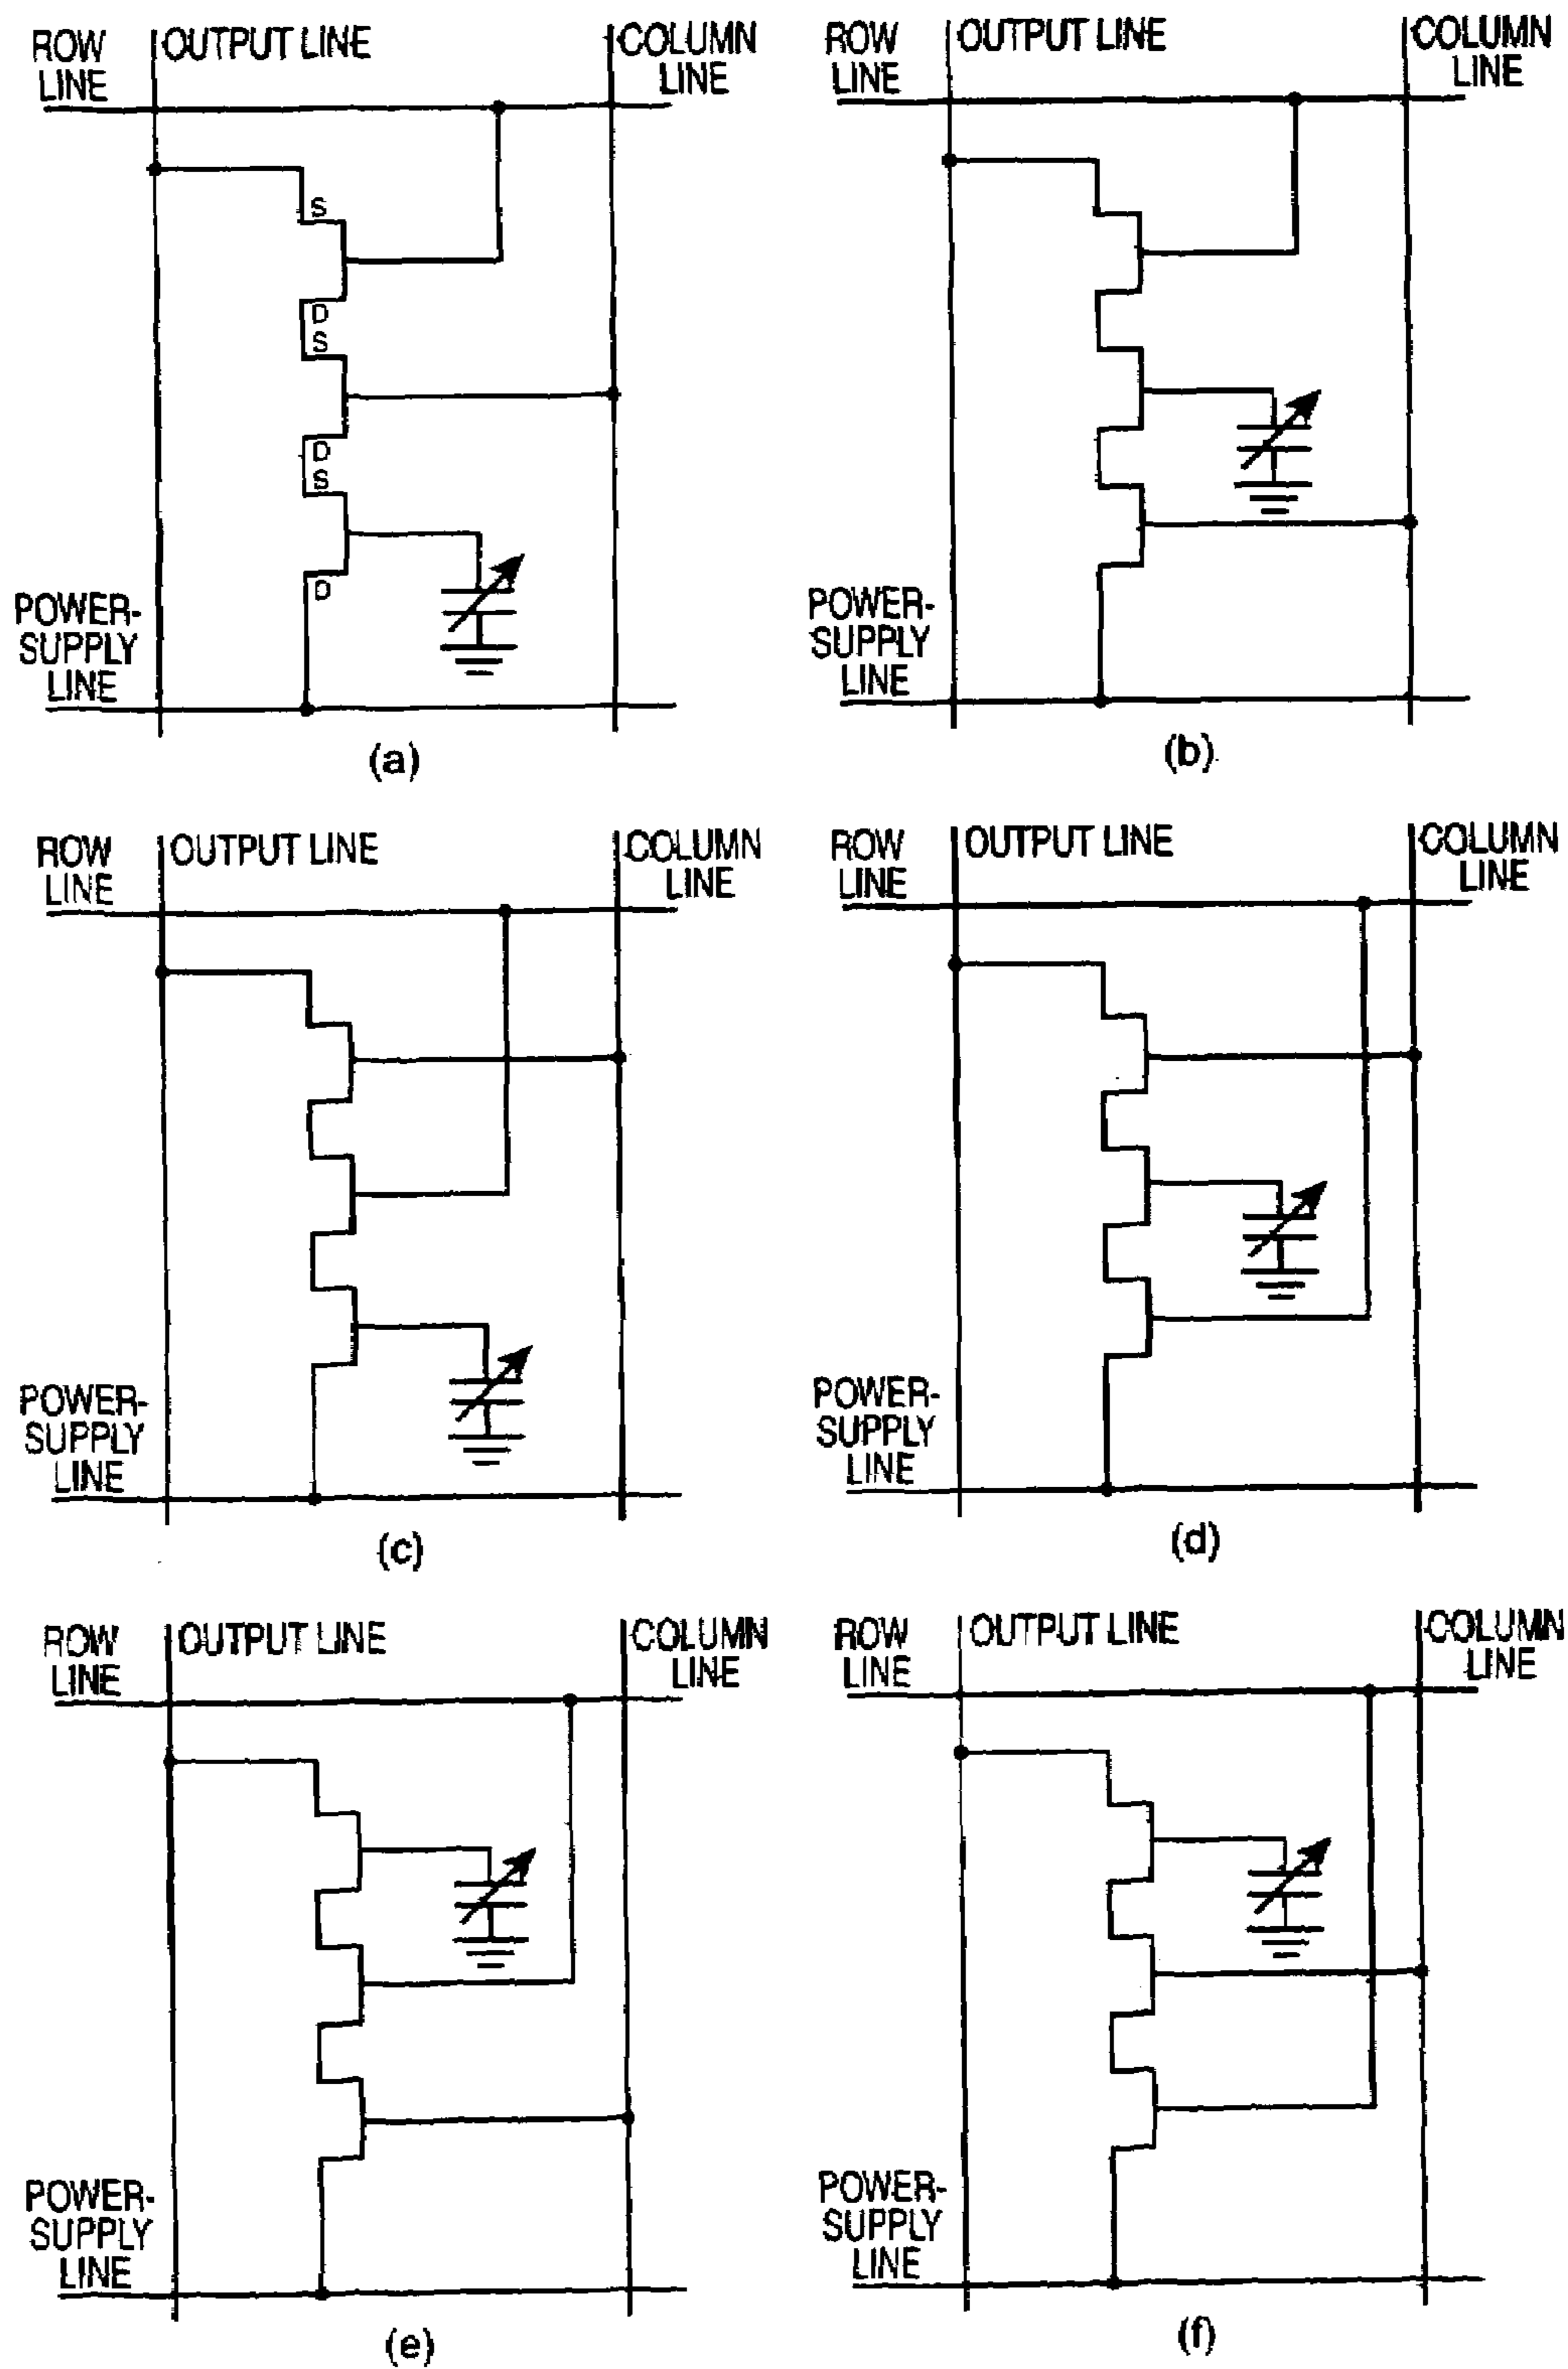 ROW
LINE
OUTPUT LINE
COLUMN
LINE
S
D
S
D
S
D
POWER-
SUPPLY
LINE
(a)
ROW
LINE
OUTPUT LINE
COLUMN
LINE
POWER-
SUPPLY
LINE
(b)
ROW
LINE
OUTPUT LINE
COLUMN
LINE
POWER-
SUPPLY
LINE
(c)
ROW
LINE
OUTPUT LINE
COLUMN
LINE
POWER-
SUPPLY
LINE
(d)
ROW
LINE
OUTPUT LINE
COLUMN
LINE
POWER-
SUPPLY
LINE
(e)
ROW
LINE
OUTPUT LINE
COLUMN
LINE
POWER-
SUPPLY
LINE
(f)